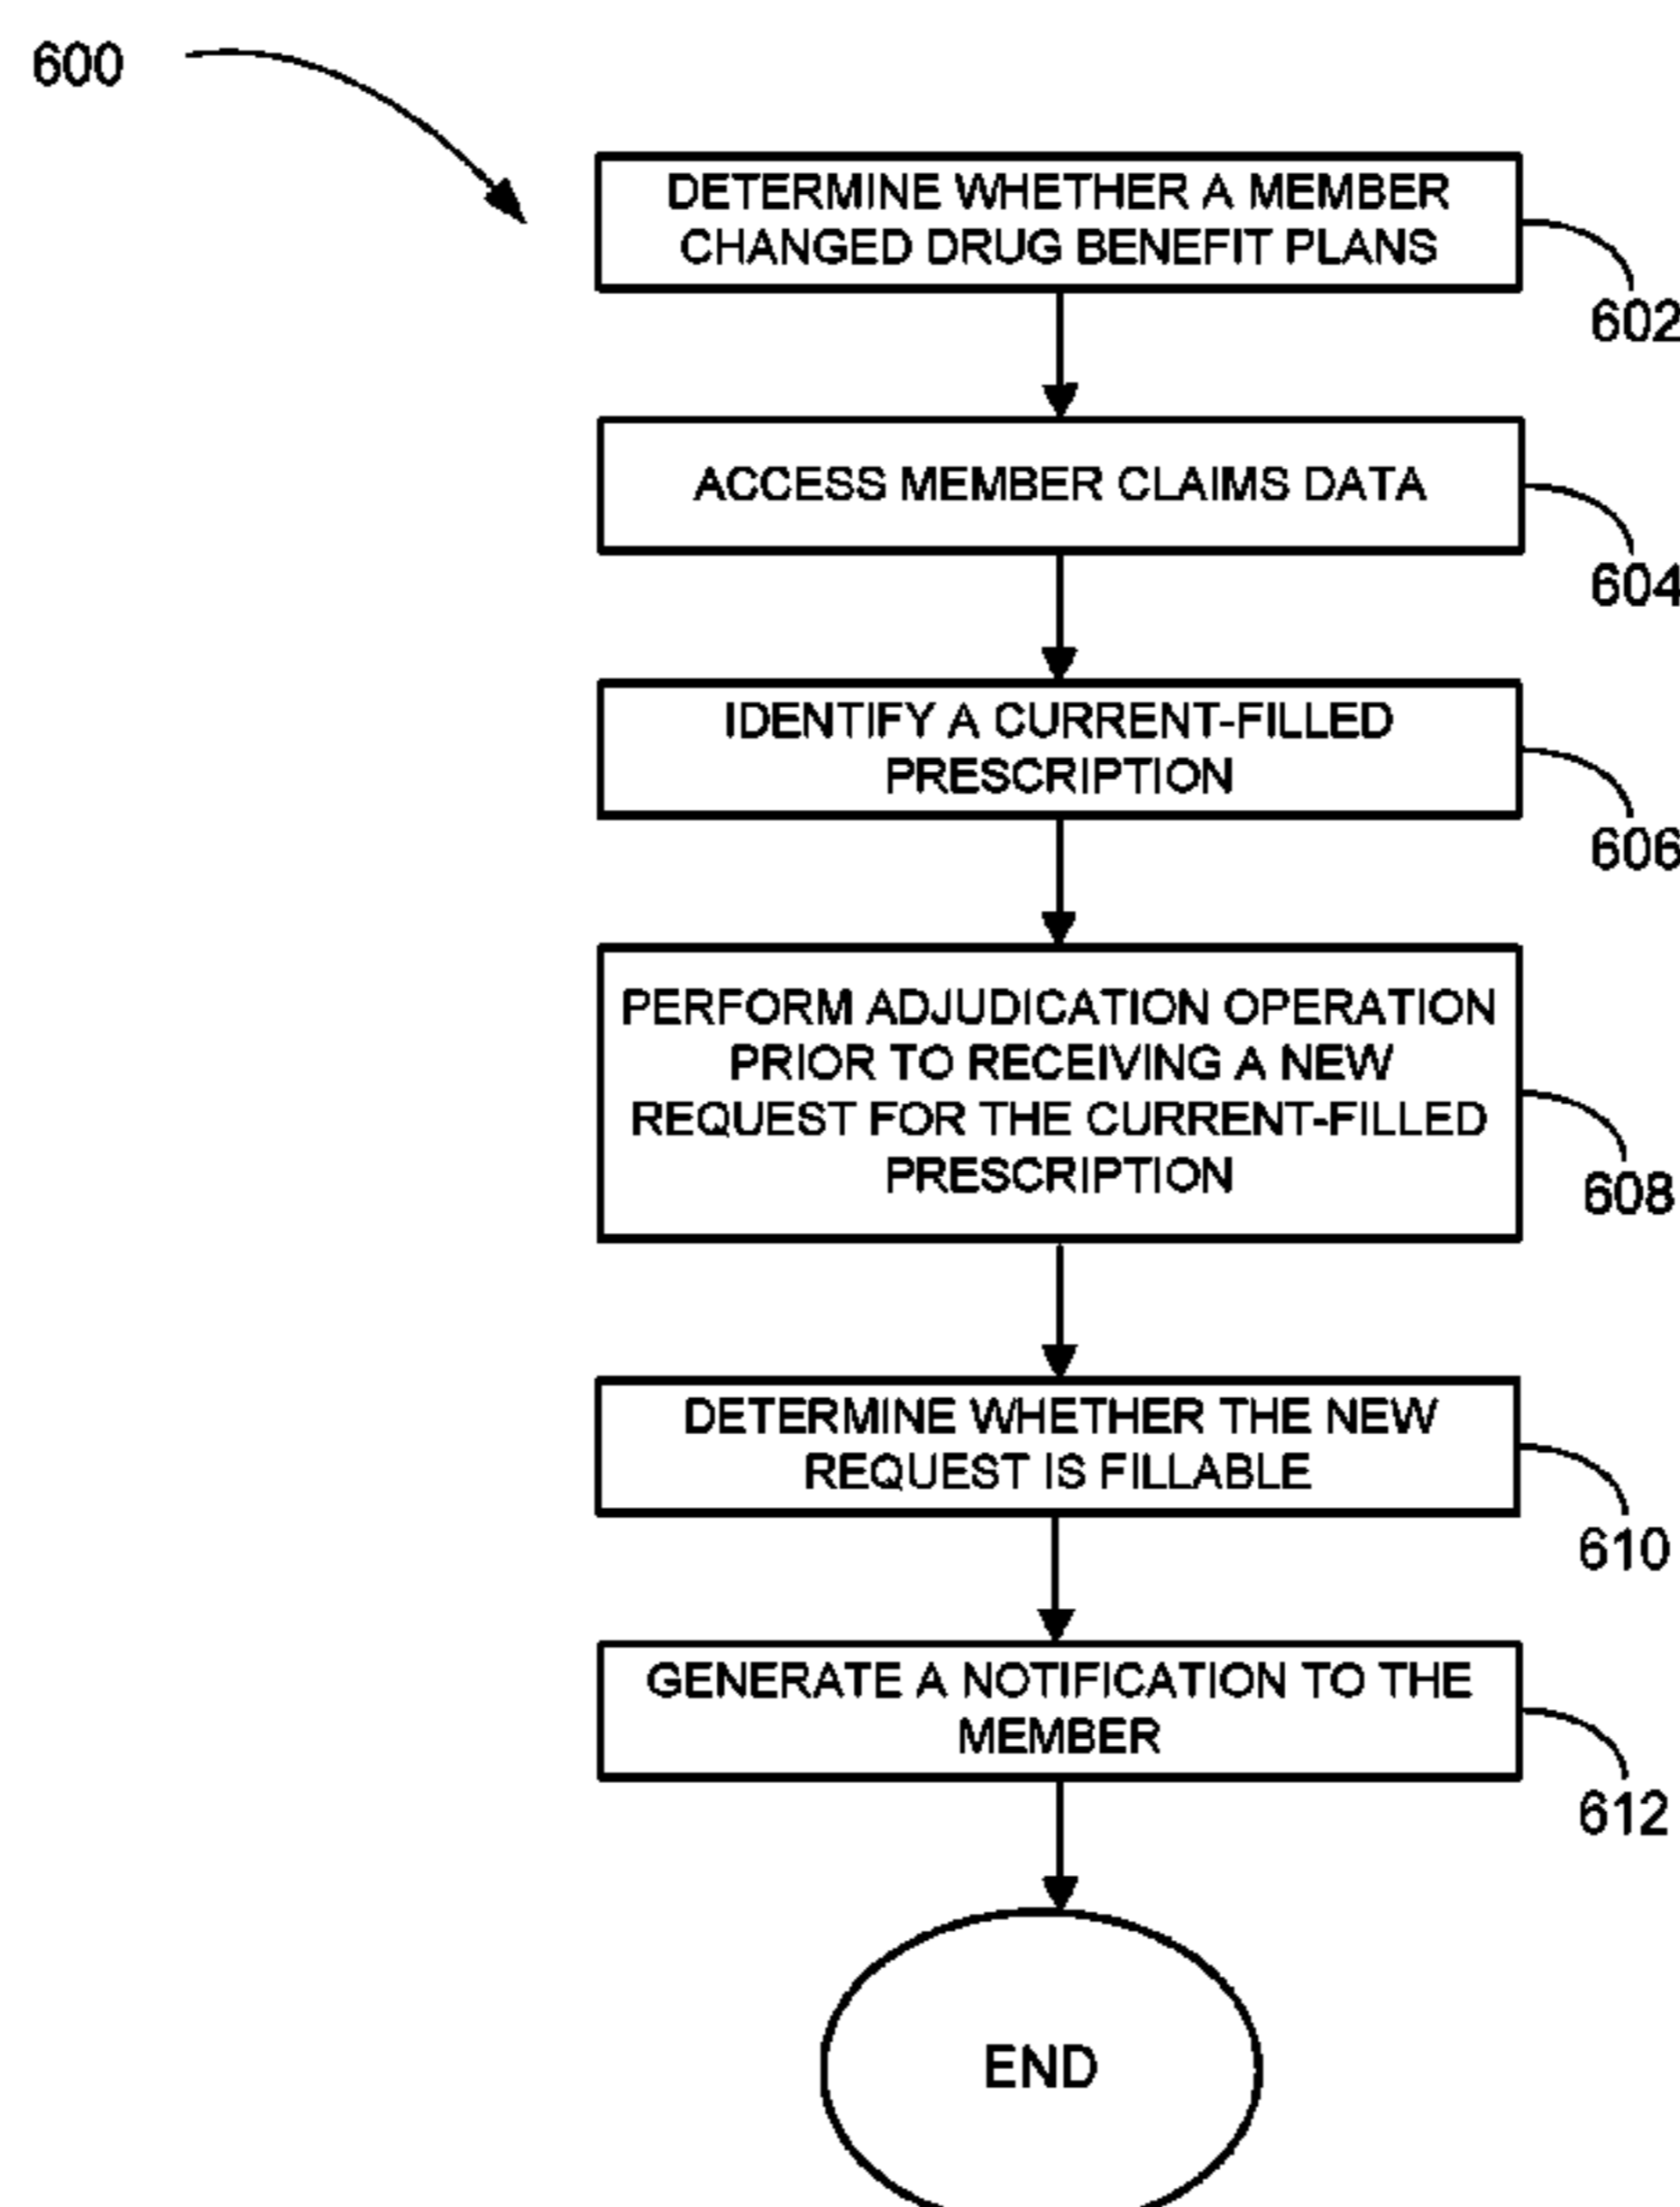 600
DETERMINE WHETHER A MEMBER
CHANGED DRUG BENEFIT PLANS
602
ACCESS MEMBER CLAIMS DATA
604
IDENTIFY A CURRENT-FILLED
PRESCRIPTION
606
PERFORM ADJUDICATION OPERATION
PRIOR TO RECEIVING A NEW
REQUEST FOR THE CURRENT-FILLED
PRESCRIPTION
608
DETERMINE WHETHER THE NEW
REQUEST IS FILLABLE
610
GENERATE A NOTIFICATION TO THE
MEMBER
612
END